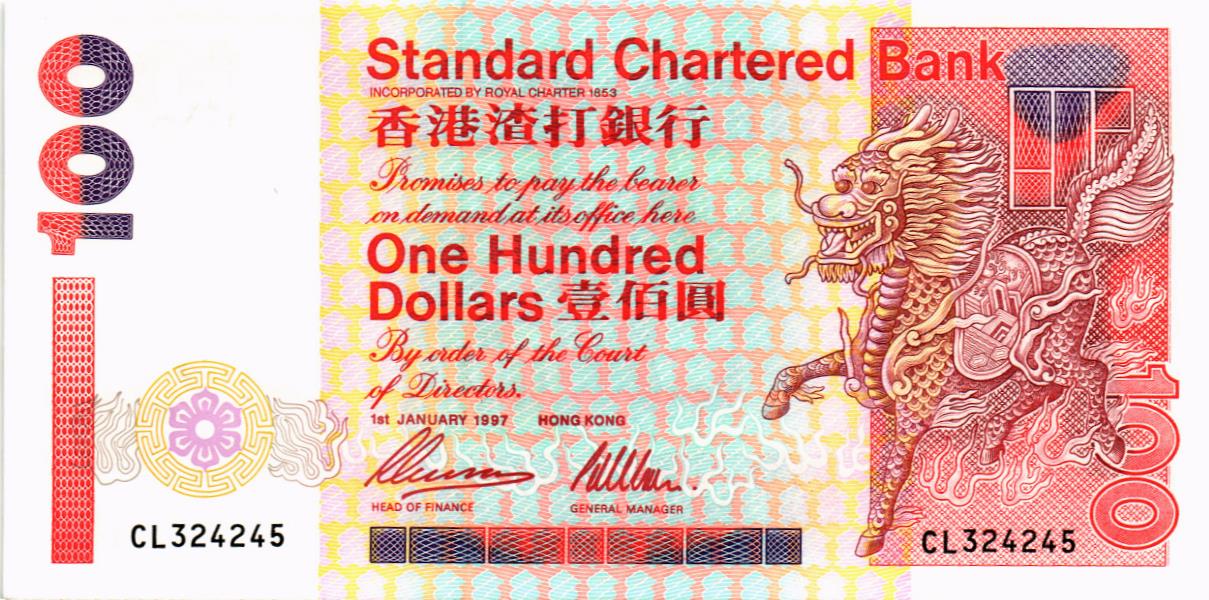 100
Standard Chartered Bank
INCORPORATED BY ROYAL CHARTER 1853
香港渣打銀行
Promises to pay the bearer
on demand at its office here
One Hundred
Dollars 壹佰圓
By order of the Court
of Directors.
1st JANUARY 1997 HONG KONG
HEAD OF FINANCE GENERAL MANAGER
CL324245
CL324245
100